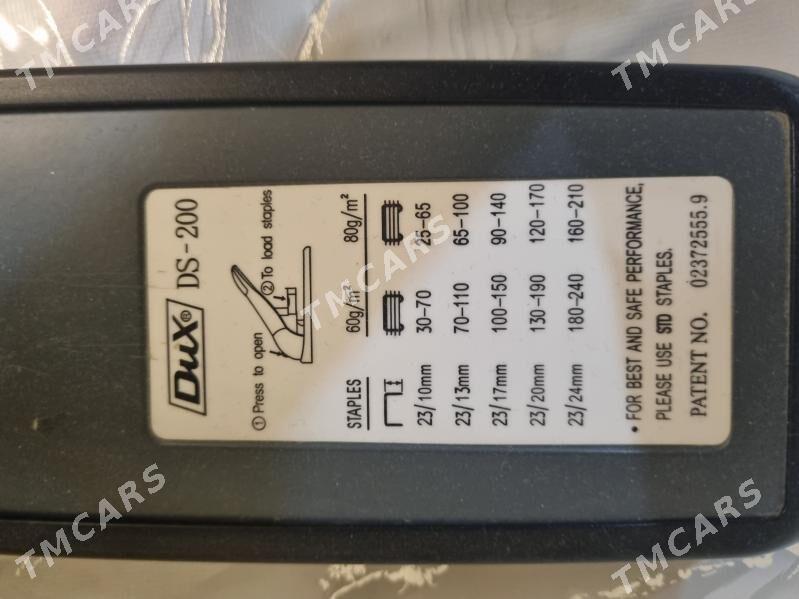 DUX® DS-200
① Press to open
② To load staples
STAPLES 60g/m² 80g/m²
23/10mm 30-70 25-65
23/13mm 70-110 65-100
23/17mm 100-150 90-140
23/20mm 130-190 120-170
23/24mm 180-240 160-210
• FOR BEST AND SAFE PERFORMANCE,
PLEASE USE STD STAPLES.
PATENT NO. 02372555.9
TMCARS
TMCARS
TMCARS
TMCARS
TMCARS
TMCARS
TMCARS